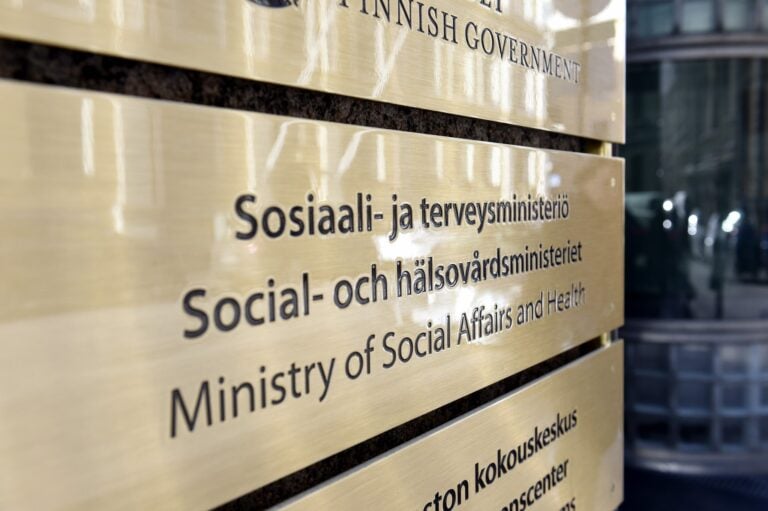 FINNISH GOVERNMENT
Sosiaali- ja terveysministeriö
Social- och hälsovårdsministeriet
Ministry of Social Affairs and Health
kokouskeskus